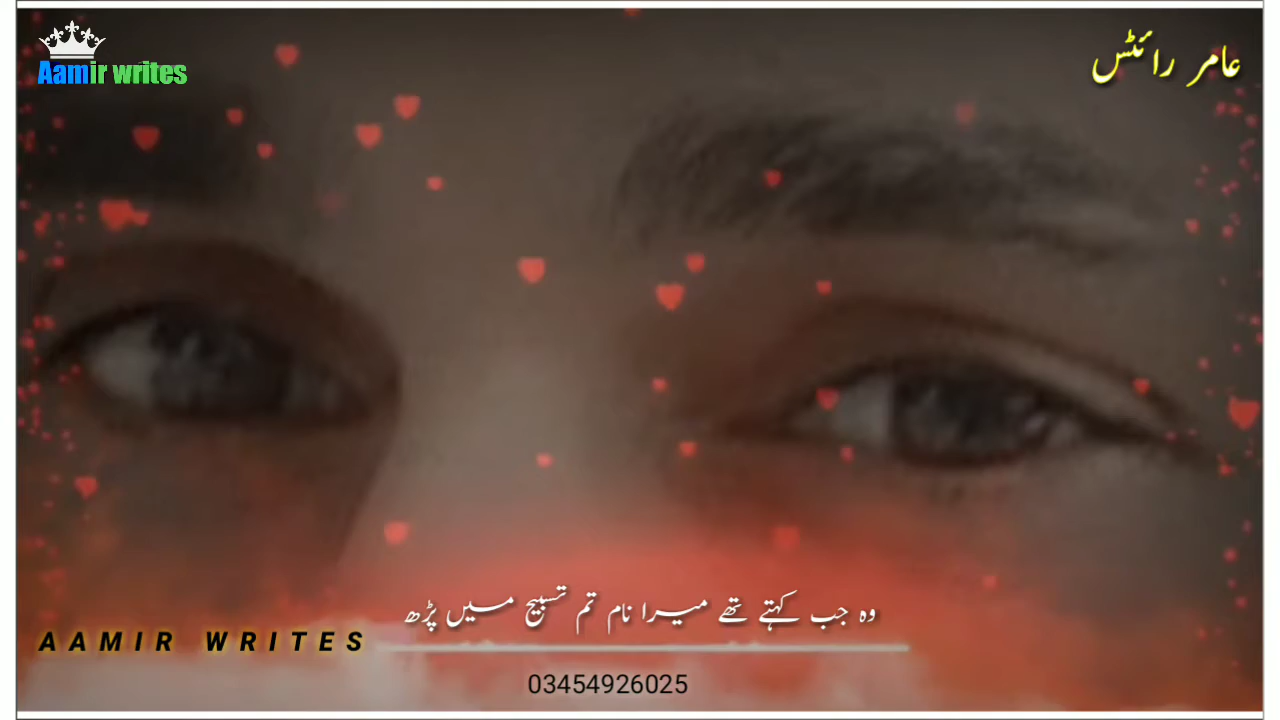 Aamir writes
عامر رائٹس
وہ جب کہتے تھے میرا نام تم تسبیح میں پڑھ
AAMIR WRITES
03454926025